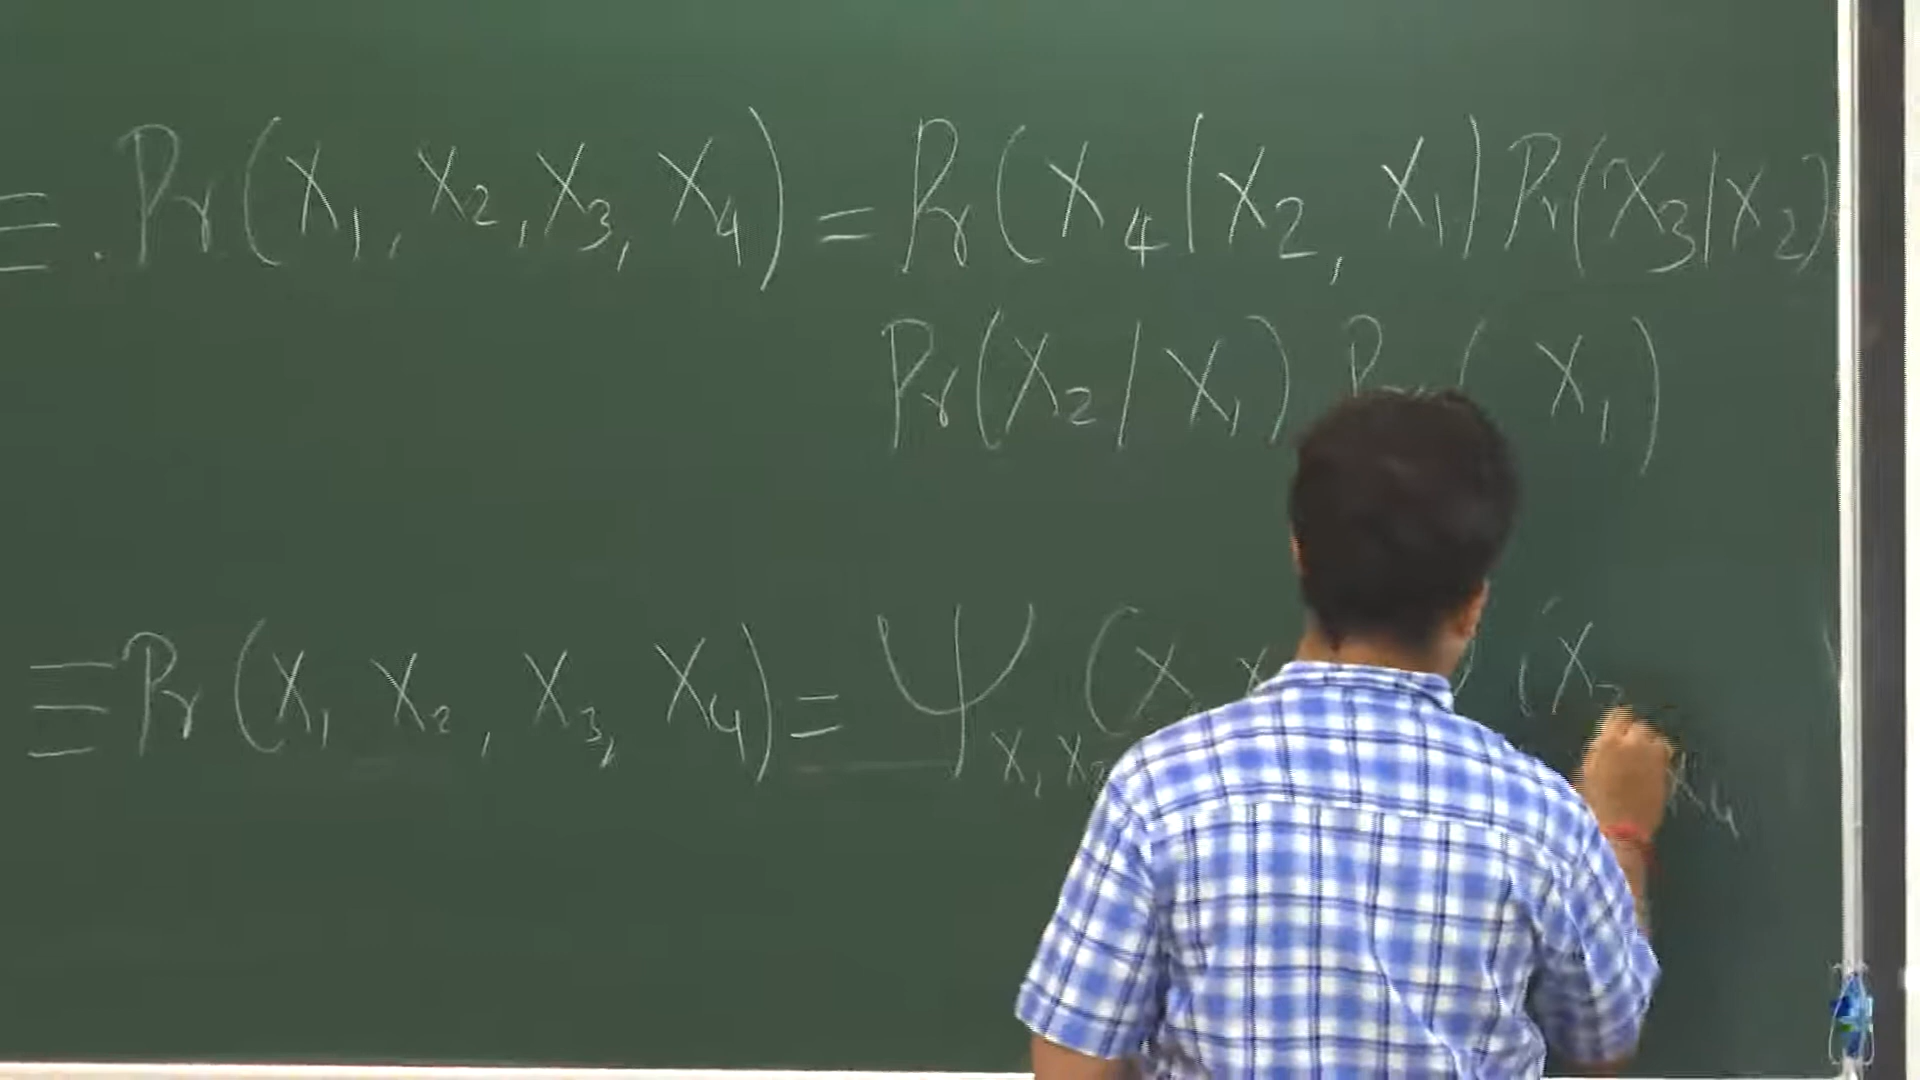 ≡ . Pr(X₁, X₂, X₃, X₄) = Pr(X₄|X₂, X₁) Pr(X₃|X₂)
Pr(X₂/X₁) P ( X₁)
≡ Pr(X₁ X₂, X₃, X₄) = Ψ X₁ X₂ (X X (X X₄